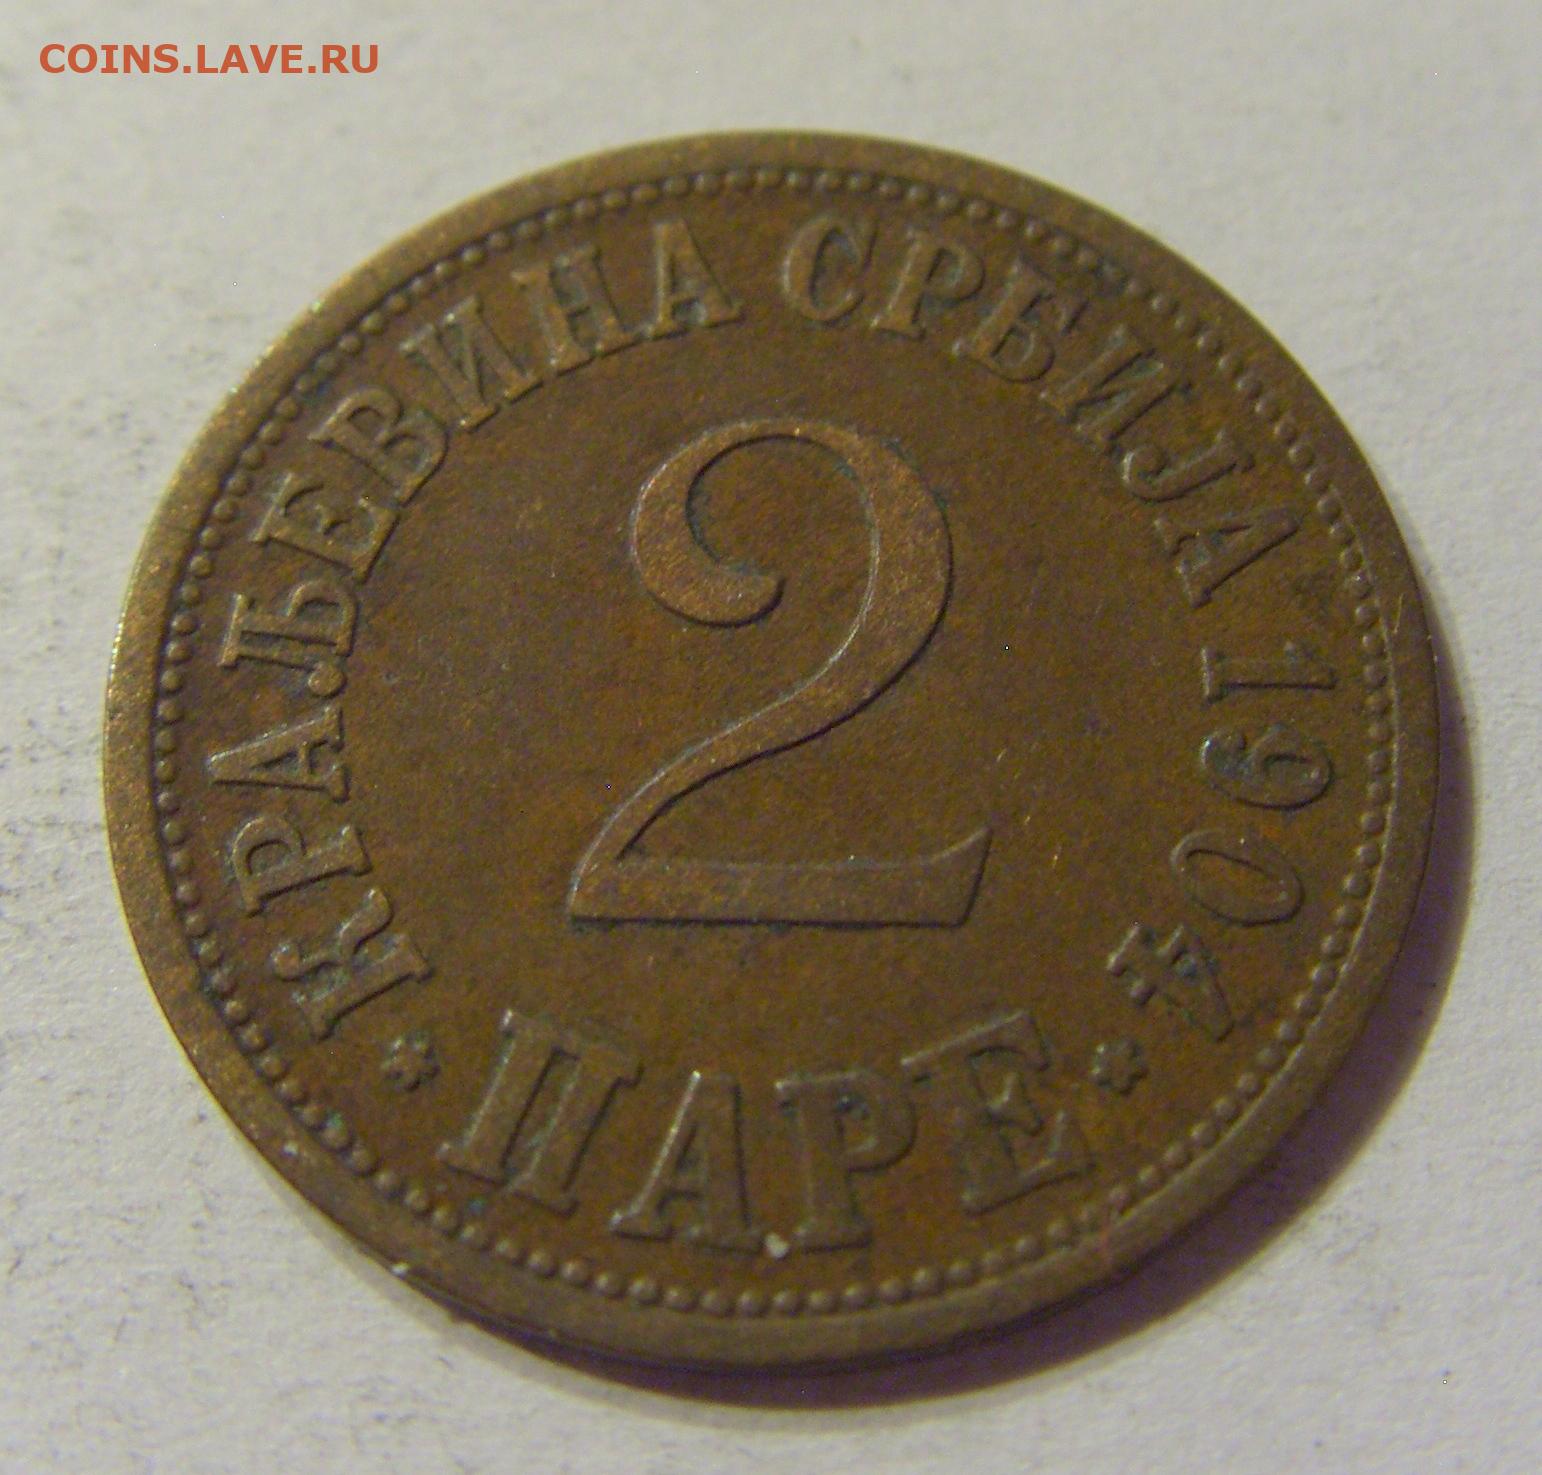 COINS.LAVE.RU
КРАЉЕВИНА СРБИЈА 1904
2
* ПАРЕ *